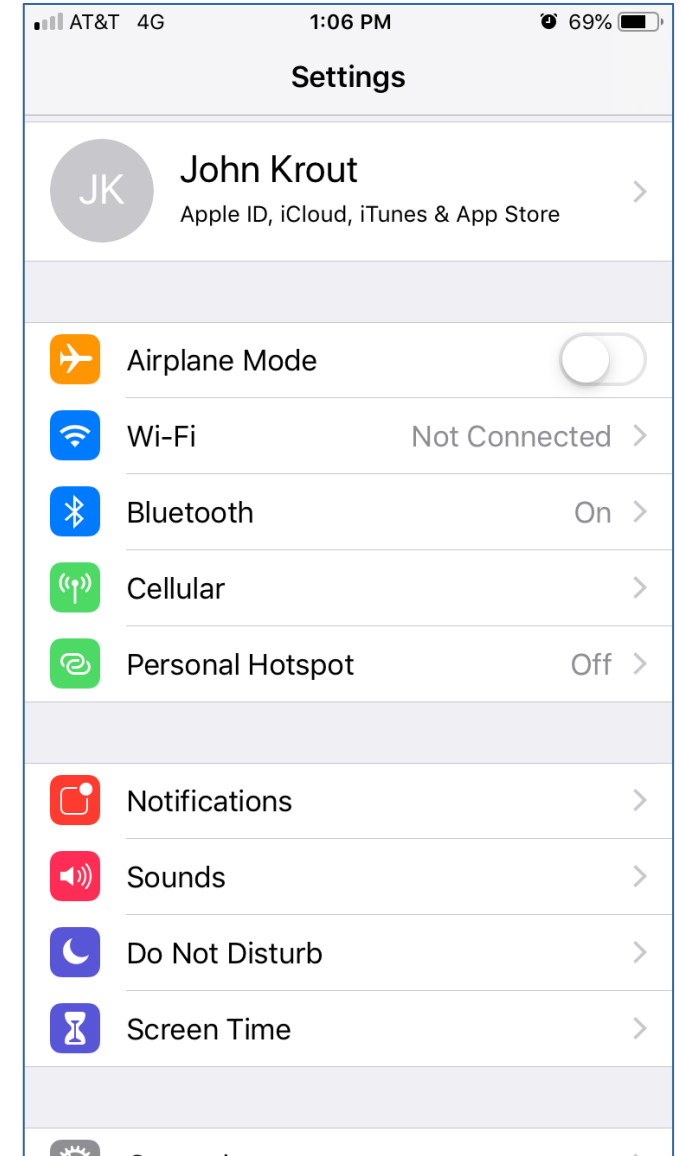 AT&T 4G 1:06 PM 69%
Settings
JK
John Krout
Apple ID, iCloud, iTunes & App Store
Airplane Mode
Wi-Fi Not Connected
Bluetooth On
Cellular
Personal Hotspot Off
Notifications
Sounds
Do Not Disturb
Screen Time